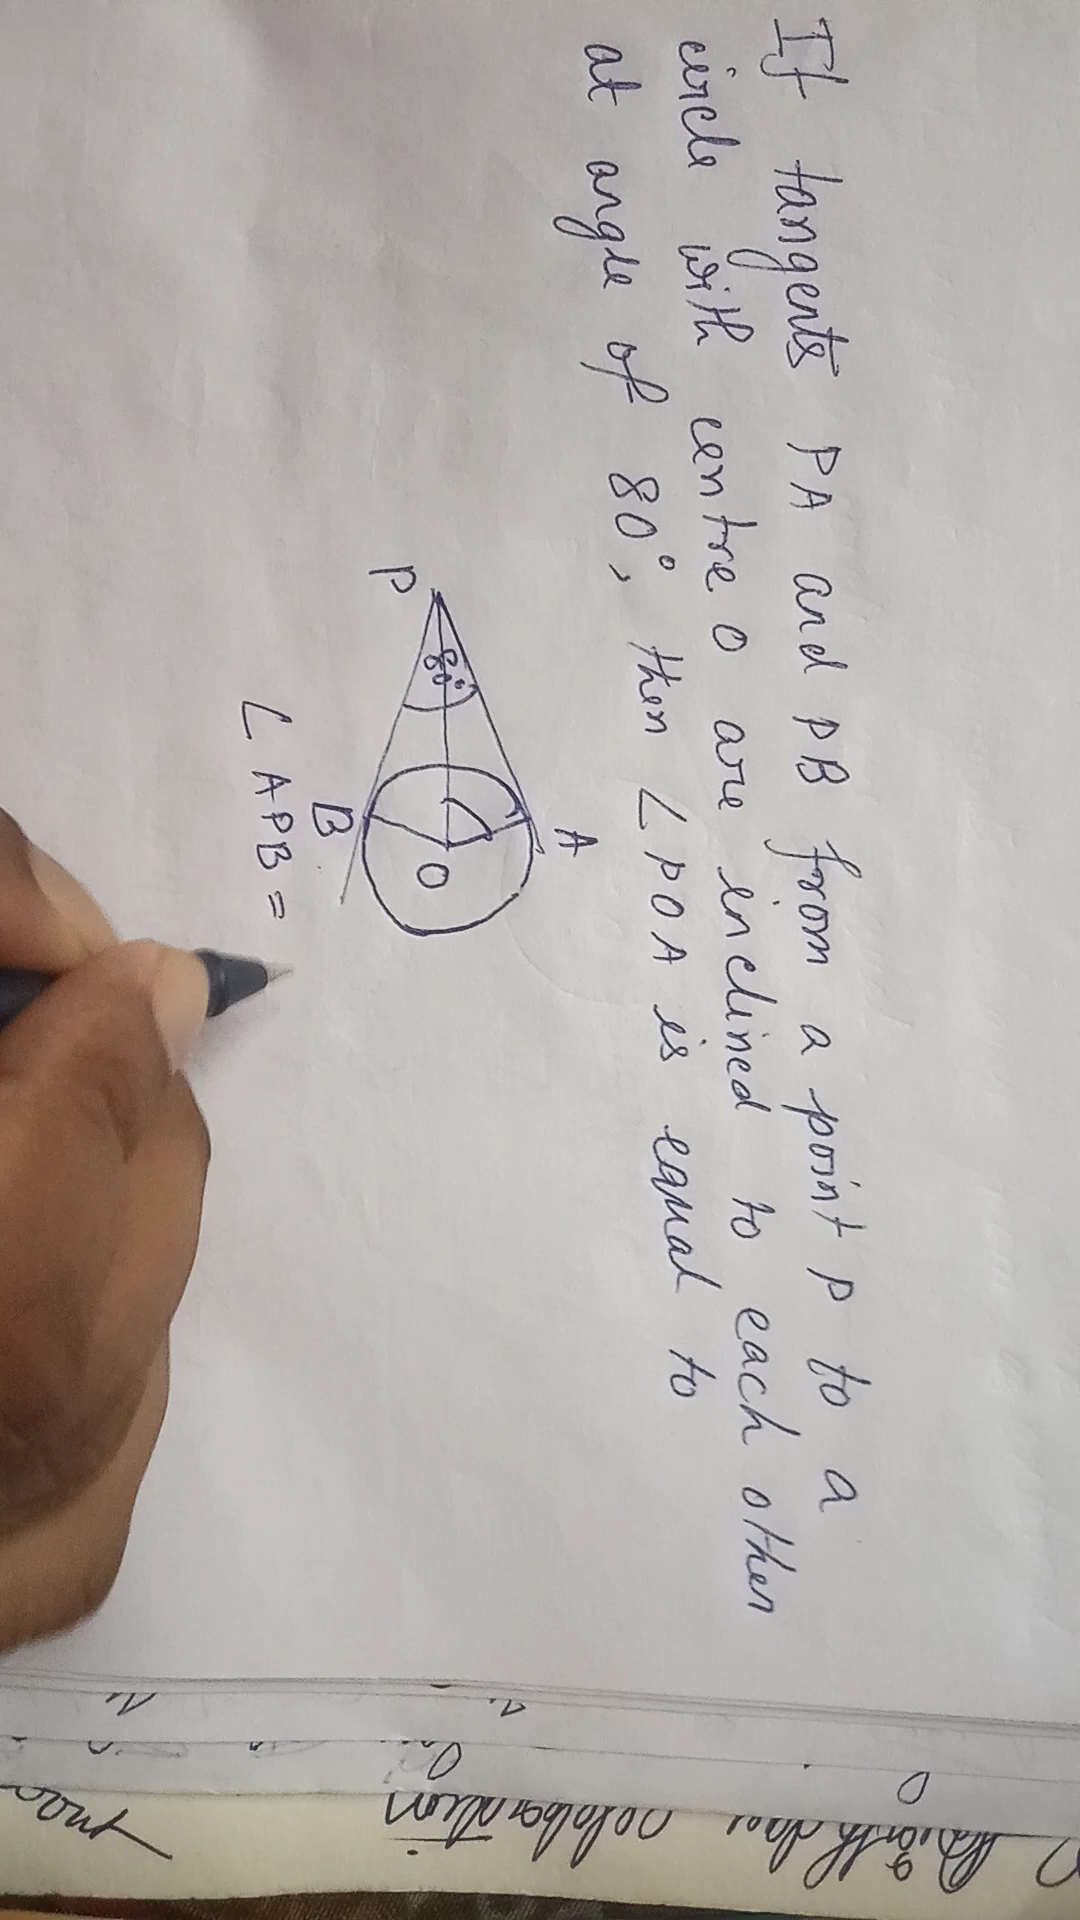 If tangents PA and PB from a point P to a
circle with centre O are inclined to each other
at angle of 80°, then ∠POA is equal to
A
P
80°
O
B
∠APB =